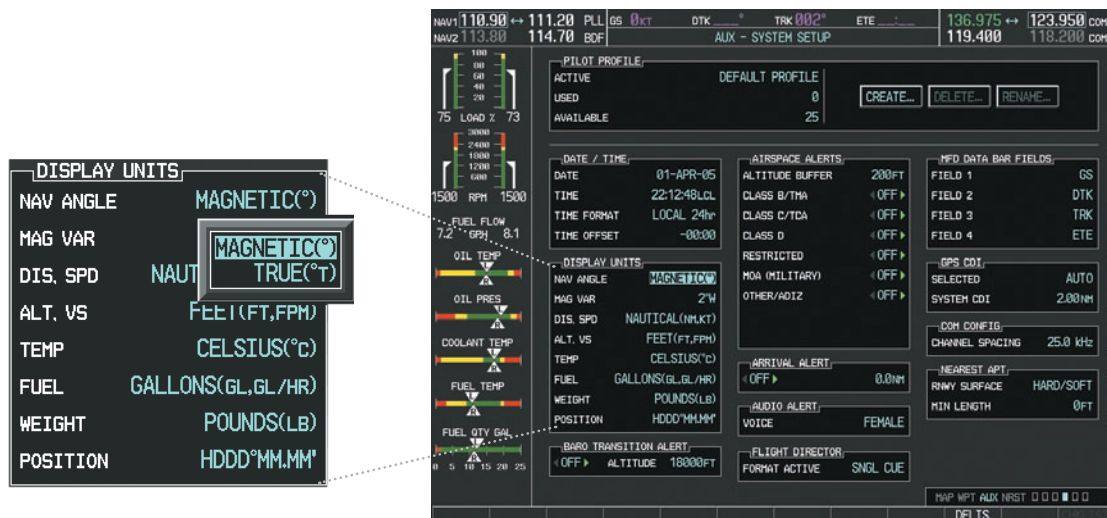 DISPLAY UNITS
NAV ANGLE MAGNETIC(°)
MAG VAR
MAGNETIC(°)
TRUE(°T)
DIS, SPD NAUT
ALT, VS FEET(FT,FPM)
TEMP CELSIUS(°C)
FUEL GALLONS(GL,GL/HR)
WEIGHT POUNDS(LB)
POSITION HDDD°MM.MM'
NAV1 110.90 ↔ 111.20 PLL GS 0KT DTK ___° TRK 002° ETE __:__ 136.975 ↔ 123.950 COM
NAV2 113.80 114.70 BDF AUX - SYSTEM SETUP 119.400 118.200 COM
100
80
60
40
20
75 LOAD % 73
3000
2400
1800
1200
600
1500 RPM 1500
FUEL FLOW
7.2 GPH 8.1
OIL TEMP
L
R
OIL PRES
L
R
COOLANT TEMP
L
R
FUEL TEMP
L
R
FUEL QTY GAL
L
R
0 5 10 15 20 25
PILOT PROFILE
ACTIVE DEFAULT PROFILE
USED 0
AVAILABLE 25
CREATE... DELETE... RENAME...
DATE / TIME
DATE 01-APR-05
TIME 22:12:48LCL
TIME FORMAT LOCAL 24hr
TIME OFFSET -00:00
DISPLAY UNITS
NAV ANGLE MAGNETIC(°)
MAG VAR 2°W
DIS, SPD NAUTICAL(NM,KT)
ALT, VS FEET(FT,FPM)
TEMP CELSIUS(°C)
FUEL GALLONS(GL,GL/HR)
WEIGHT POUNDS(LB)
POSITION HDDD°MM.MM'
BARO TRANSITION ALERT
OFF ALTITUDE 18000FT
AIRSPACE ALERTS
ALTITUDE BUFFER 200FT
CLASS B/TMA OFF
CLASS C/TCA OFF
CLASS D OFF
RESTRICTED OFF
MOA (MILITARY) OFF
OTHER/ADIZ OFF
ARRIVAL ALERT
OFF 0.0NM
AUDIO ALERT
VOICE FEMALE
FLIGHT DIRECTOR
FORMAT ACTIVE SNGL CUE
MFD DATA BAR FIELDS
FIELD 1 GS
FIELD 2 DTK
FIELD 3 TRK
FIELD 4 ETE
GPS CDI
SELECTED AUTO
SYSTEM CDI 2.00NM
COM CONFIG
CHANNEL SPACING 25.0 kHz
NEAREST APT
RNWY SURFACE HARD/SOFT
MIN LENGTH 0FT
MAP WPT AUX NRST
DFLTS